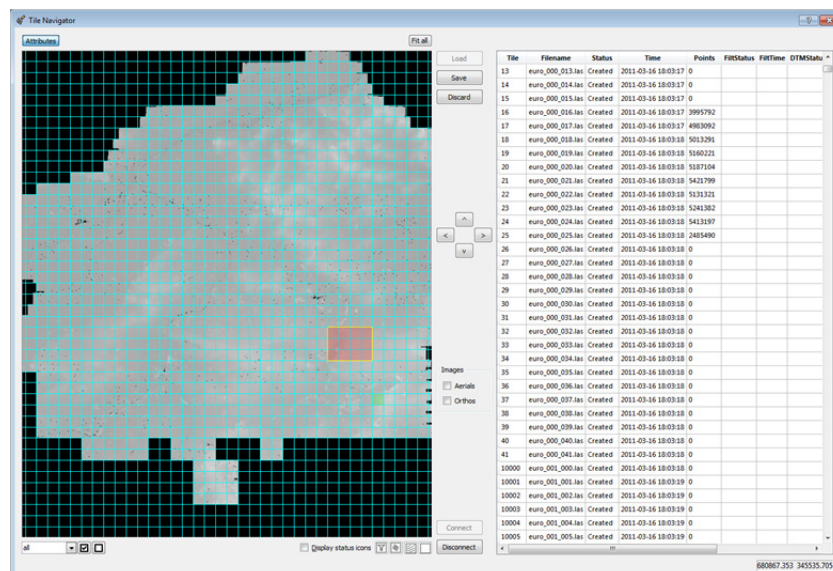 Tile Navigator
Attributes
Fit all
Load
Save
Discard
^
< >
v
Images
Aerials
Orthos
Connect
Disconnect
all
Display status icons
Tile Filename Status Time Points FiltStatus FiltTime DTMStatu
13 euro_000_013.las Created 2011-03-16 18:03:17 0
14 euro_000_014.las Created 2011-03-16 18:03:17 0
15 euro_000_015.las Created 2011-03-16 18:03:17 0
16 euro_000_016.las Created 2011-03-16 18:03:17 3995792
17 euro_000_017.las Created 2011-03-16 18:03:17 4983092
18 euro_000_018.las Created 2011-03-16 18:03:18 5013291
19 euro_000_019.las Created 2011-03-16 18:03:18 5160221
20 euro_000_020.las Created 2011-03-16 18:03:18 5187104
21 euro_000_021.las Created 2011-03-16 18:03:18 5421799
22 euro_000_022.las Created 2011-03-16 18:03:18 5131321
23 euro_000_023.las Created 2011-03-16 18:03:18 5241382
24 euro_000_024.las Created 2011-03-16 18:03:18 5413197
25 euro_000_025.las Created 2011-03-16 18:03:18 2485490
26 euro_000_026.las Created 2011-03-16 18:03:18 0
27 euro_000_027.las Created 2011-03-16 18:03:18 0
28 euro_000_028.las Created 2011-03-16 18:03:18 0
29 euro_000_029.las Created 2011-03-16 18:03:18 0
30 euro_000_030.las Created 2011-03-16 18:03:18 0
31 euro_000_031.las Created 2011-03-16 18:03:18 0
32 euro_000_032.las Created 2011-03-16 18:03:18 0
33 euro_000_033.las Created 2011-03-16 18:03:18 0
34 euro_000_034.las Created 2011-03-16 18:03:18 0
35 euro_000_035.las Created 2011-03-16 18:03:18 0
36 euro_000_036.las Created 2011-03-16 18:03:18 0
37 euro_000_037.las Created 2011-03-16 18:03:18 0
38 euro_000_038.las Created 2011-03-16 18:03:18 0
39 euro_000_039.las Created 2011-03-16 18:03:18 0
40 euro_000_040.las Created 2011-03-16 18:03:18 0
41 euro_000_041.las Created 2011-03-16 18:03:18 0
10000 euro_001_000.las Created 2011-03-16 18:03:18 0
10001 euro_001_001.las Created 2011-03-16 18:03:19 0
10002 euro_001_002.las Created 2011-03-16 18:03:19 0
10003 euro_001_003.las Created 2011-03-16 18:03:19 0
10004 euro_001_004.las Created 2011-03-16 18:03:19 0
10005 euro_001_005.las Created 2011-03-16 18:03:19 0
680867.353 345535.705